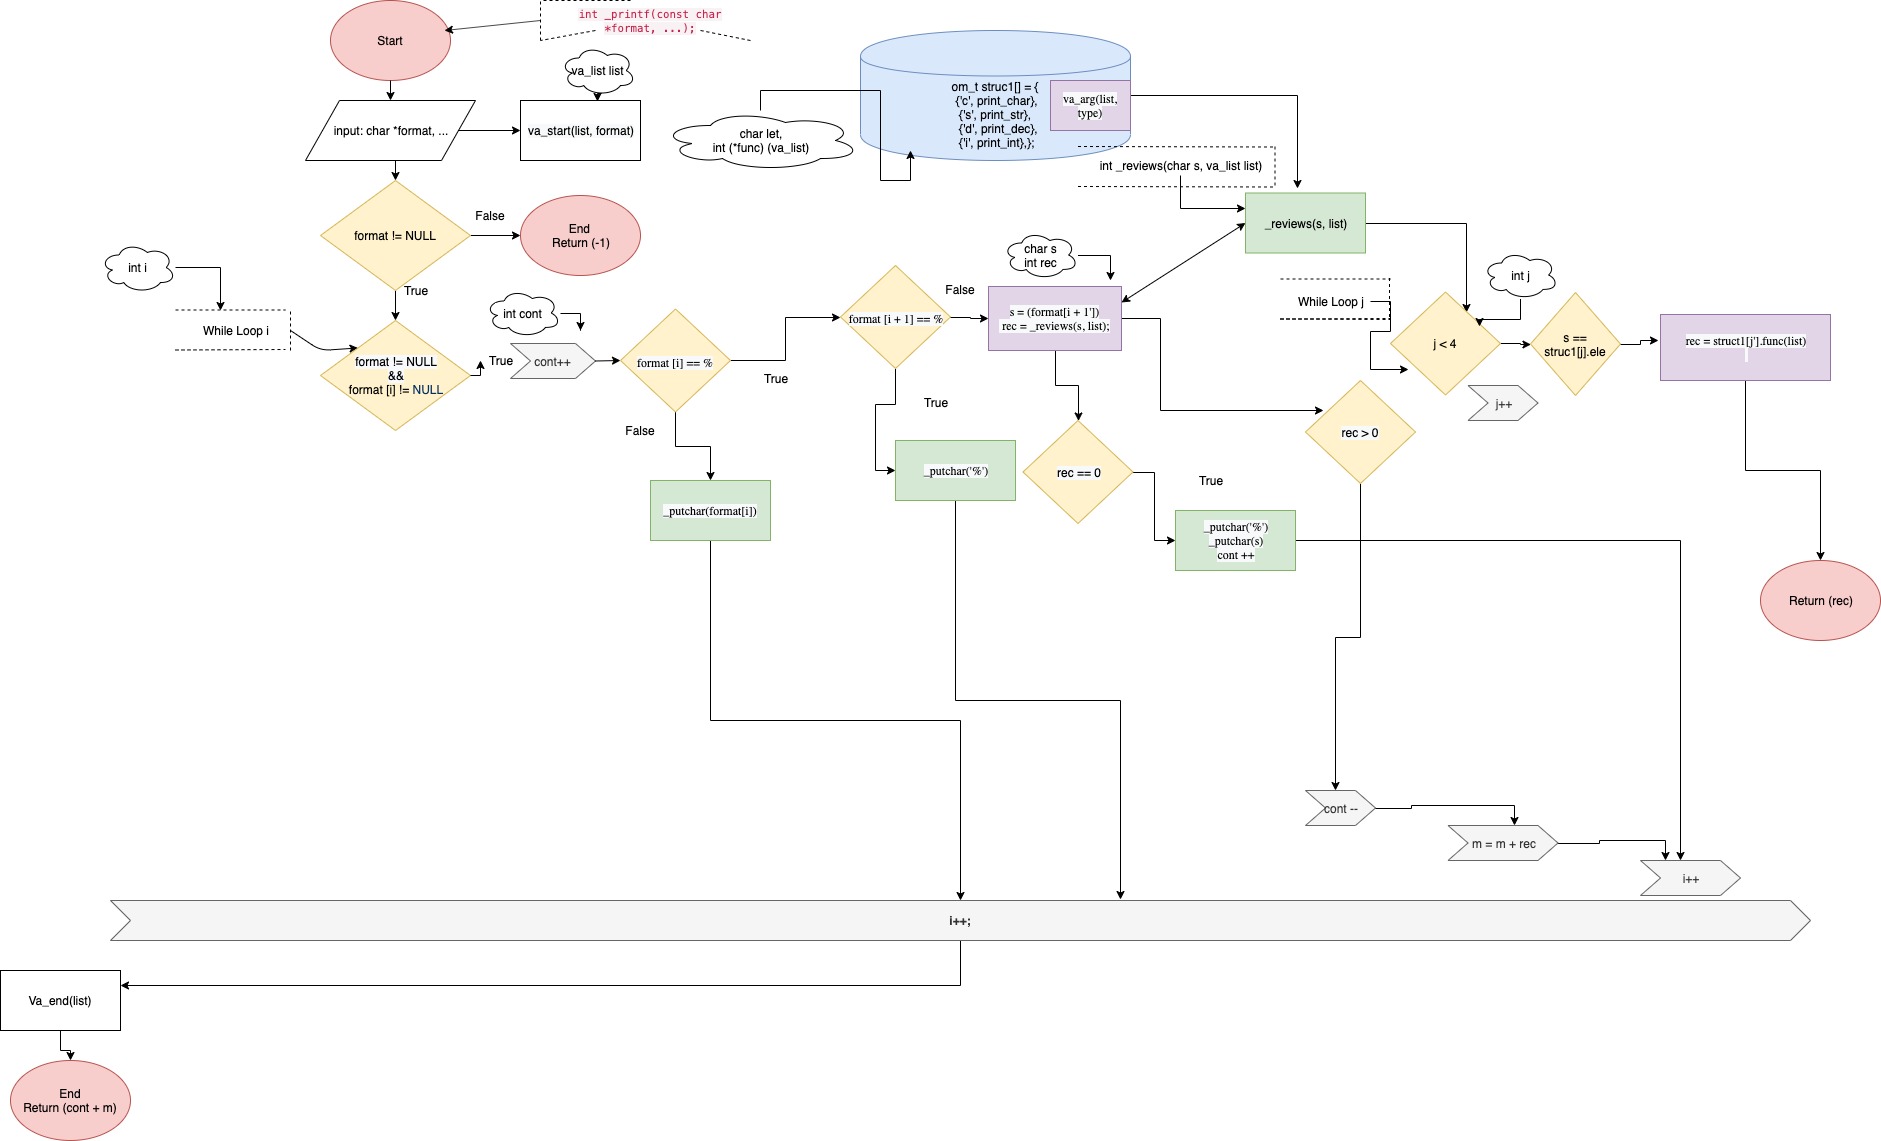 int _printf(const char
*format, ...);
Start
va_list list
input: char *format, ...
va_start(list, format)
char let,
int (*func) (va_list)
om_t struc1[] = {
{'c', print_char},
{'s', print_str},
{'d', print_dec},
{'i', print_int},};
va_arg(list,
type)
int _reviews(char s, va_list list)
_reviews(s, list)
format != NULL
False
End
Return (-1)
True
int i
While Loop i
format != NULL
&&
format [i] != NULL
True
int cont
cont++
format [i] == %
True
False
_putchar(format[i])
format [i + 1] == %
False
True
_putchar('%')
char s
int rec
s = (format[i + 1'])
rec = _reviews(s, list);
rec == 0
True
_putchar('%')
_putchar(s)
cont ++
While Loop j
int j
j < 4
j++
s ==
struc1[j].ele
rec = struct1[j'].func(list)
rec > 0
Return (rec)
cont --
m = m + rec
i++
i++;
Va_end(list)
End
Return (cont + m)